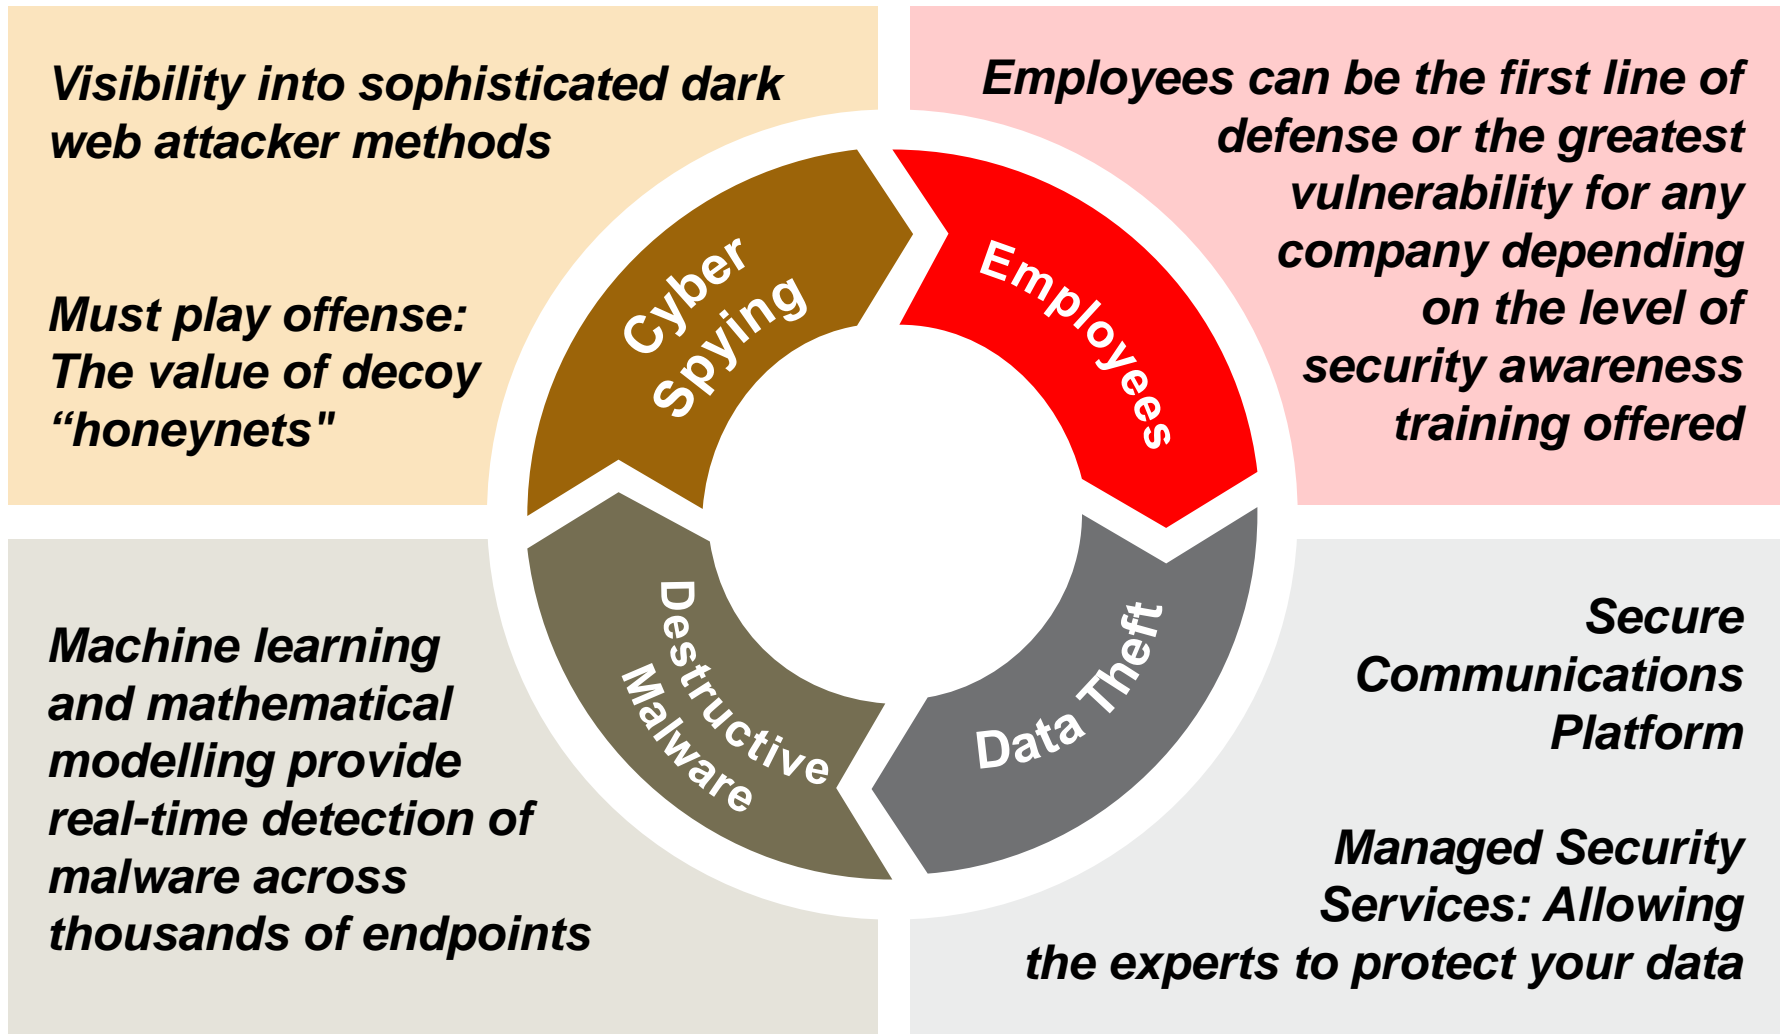 Visibility into sophisticated dark
web attacker methods
Must play offense:
The value of decoy
“honeynets"
Employees can be the first line of
defense or the greatest
vulnerability for any
company depending
on the level of
security awareness
training offered
Cyber
Spying
Employees
Destructive
Malware
Data Theft
Machine learning
and mathematical
modelling provide
real-time detection of
malware across
thousands of endpoints
Secure
Communications
Platform
Managed Security
Services: Allowing
the experts to protect your data